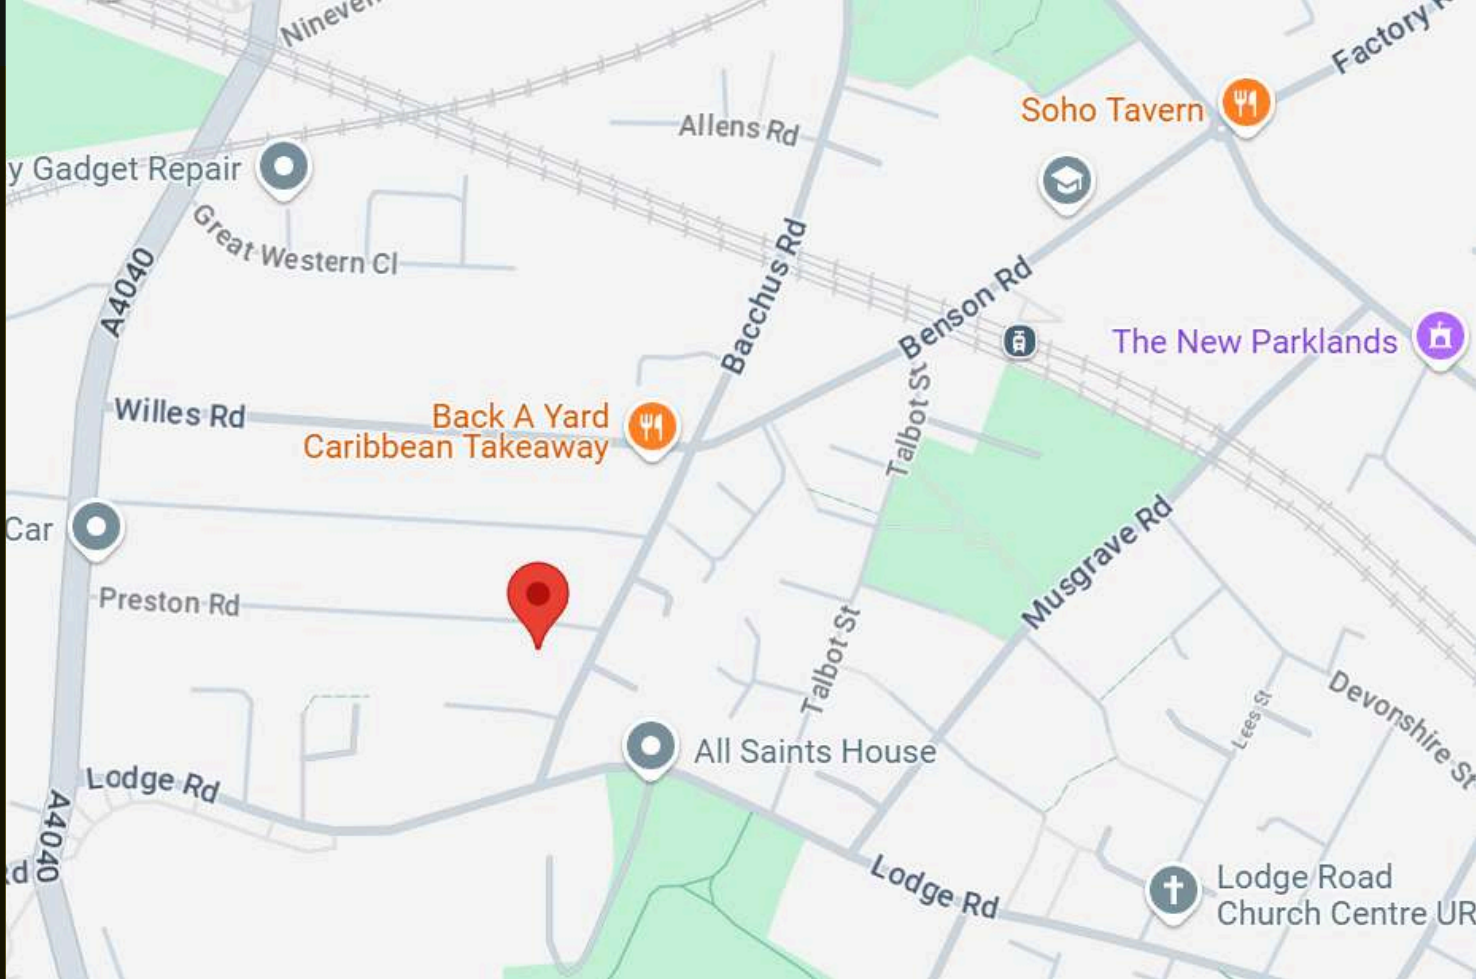 Nineveh
Factory R
Soho Tavern
Allens Rd
y Gadget Repair
Great Western Cl
A4040
Bacchus Rd
Benson Rd
The New Parklands
Willes Rd
Back A Yard
Caribbean Takeaway
Talbot St
Car
Musgrave Rd
Preston Rd
Talbot St
Devonshire St
Lees St
All Saints House
Lodge Rd
A4040
Rd
Lodge Rd
Lodge Road
Church Centre UR